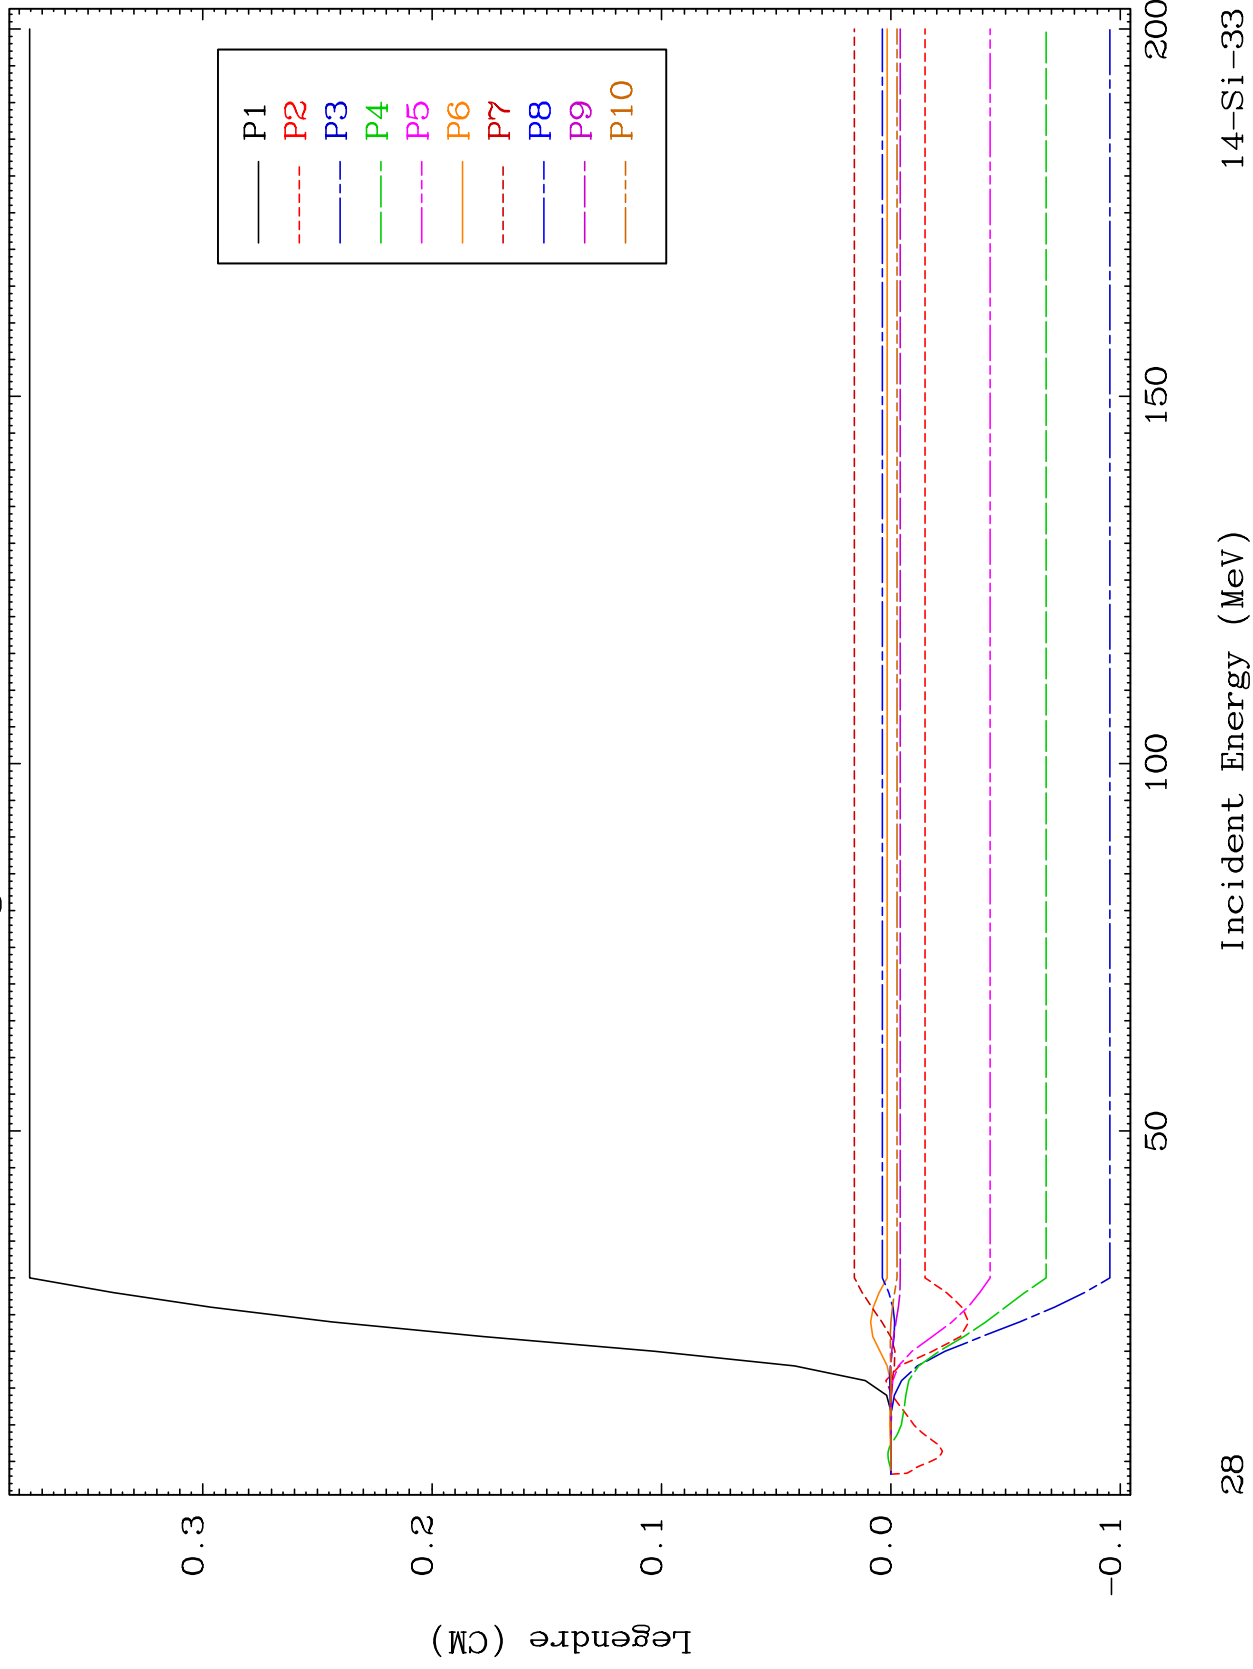 P1
P2
P3
P4
P5
P6
P7
P8
P9
P10
0.3
0.2
0.1
0.0
-0.1
Legendre (CM)
50
100
150
200
Incident Energy (MeV)
28
14-Si-33